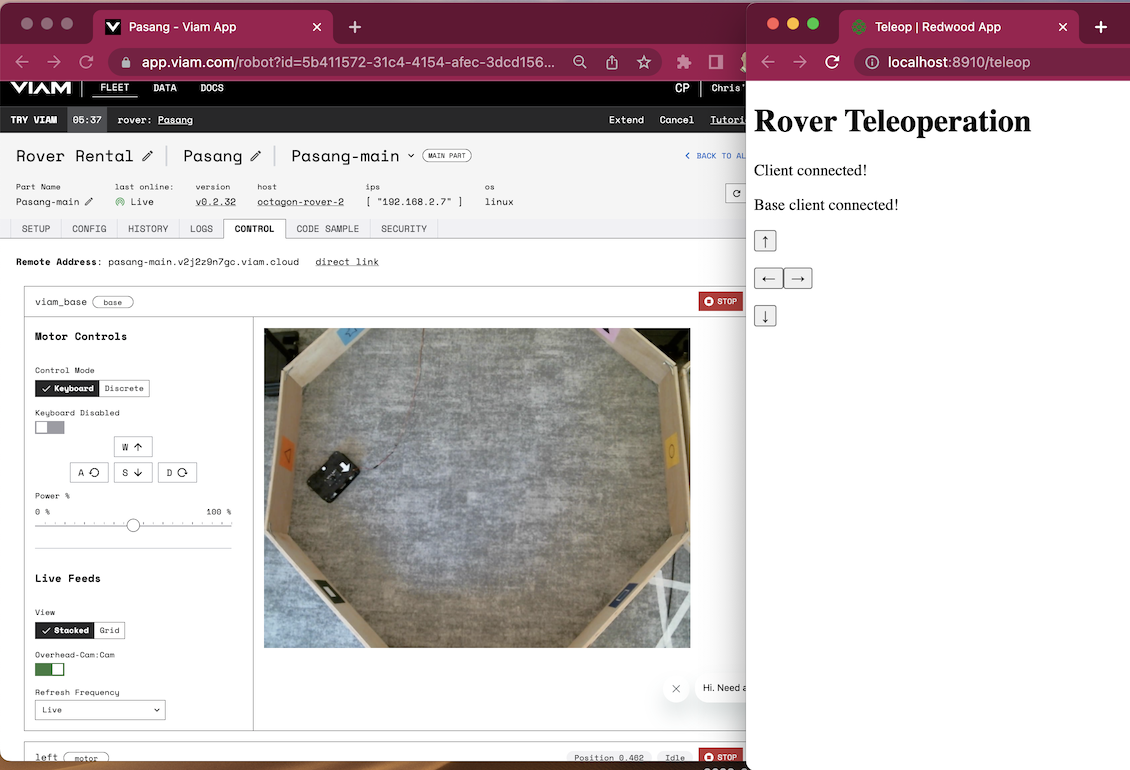 Pasang - Viam App
app.viam.com/robot?id=5b411572-31c4-4154-afec-3dcd156...
VIAM FLEET DATA DOCS CP Chris'
TRY VIAM 05:37 rover: Pasang Extend Cancel Tutori
Rover Rental Pasang Pasang-main MAIN PART BACK TO AL
Part Name last online: version host ips os
Pasang-main Live v0.2.32 octagon-rover-2 [ "192.168.2.7" ] linux
SETUP CONFIG HISTORY LOGS CONTROL CODE SAMPLE SECURITY
Remote Address: pasang-main.v2j2z9n7gc.viam.cloud direct link
viam_base base STOP
Motor Controls
Control Mode
Keyboard Discrete
Keyboard Disabled
W ↑
A S ↓ D
Power %
0 % 100 %
Live Feeds
View
Stacked Grid
Overhead-Cam:Cam
Refresh Frequency
Live
Hi. Need a
left motor Position 0.462 Idle STOP
Teleop | Redwood App
localhost:8910/teleop
Rover Teleoperation
Client connected!
Base client connected!
↑
← →
↓